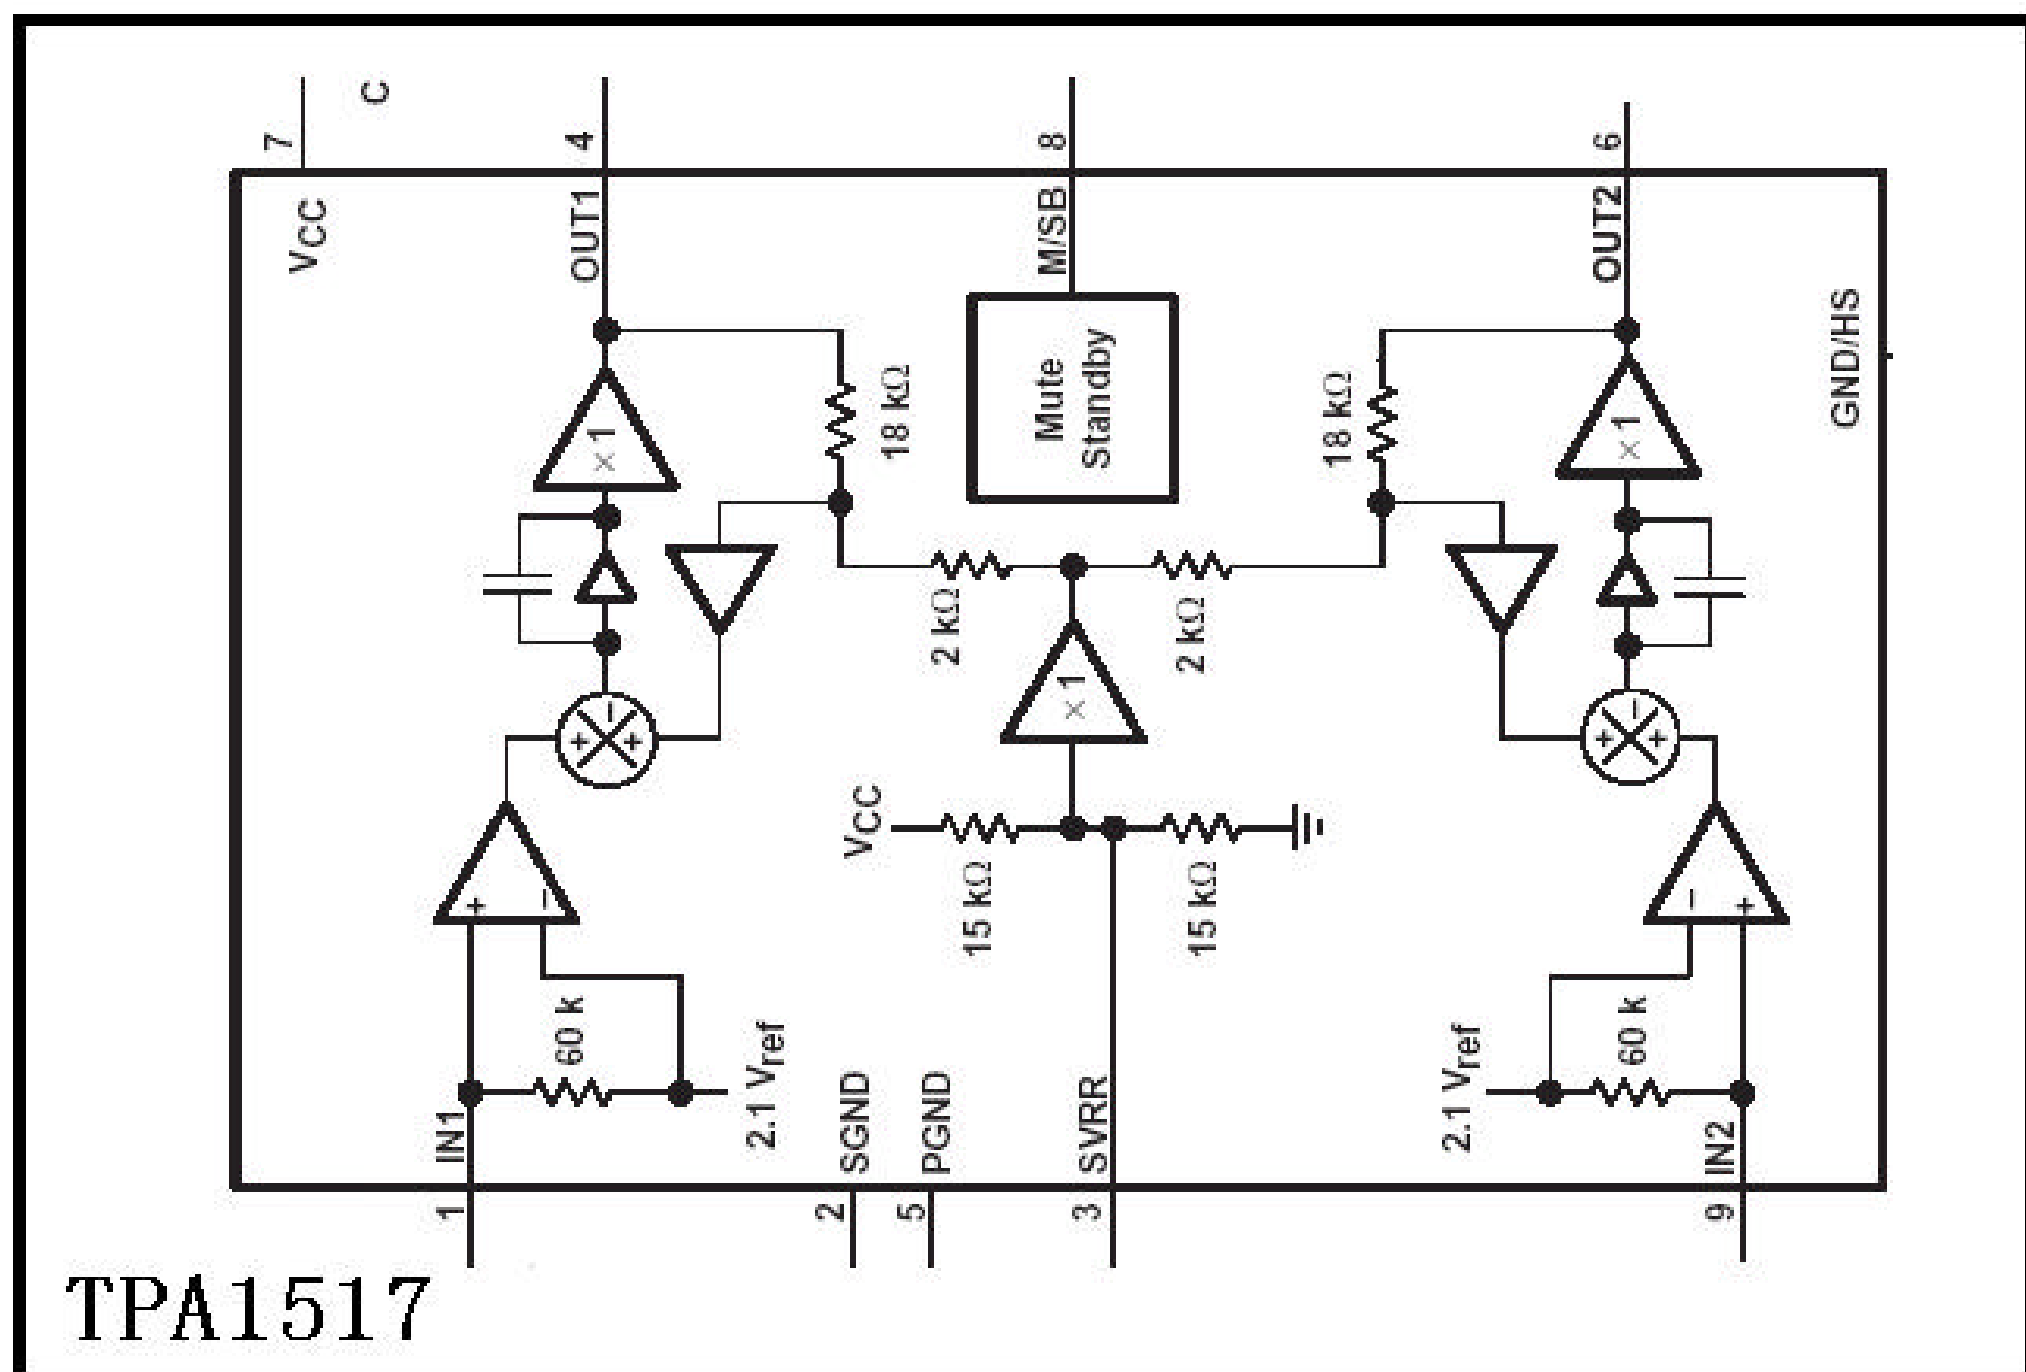 7
C
4
8
6
VCC
OUT1
M/SB
OUT2
GND/HS
× 1
18 kΩ
Mute
Standby
18 kΩ
× 1
2 kΩ
2 kΩ
× 1
+ − +
+ − +
VCC
15 kΩ
15 kΩ
+ −
− +
60 k
60 k
2.1 Vref
2.1 Vref
IN1
SGND
PGND
SVRR
IN2
1
2
5
3
9
TPA1517